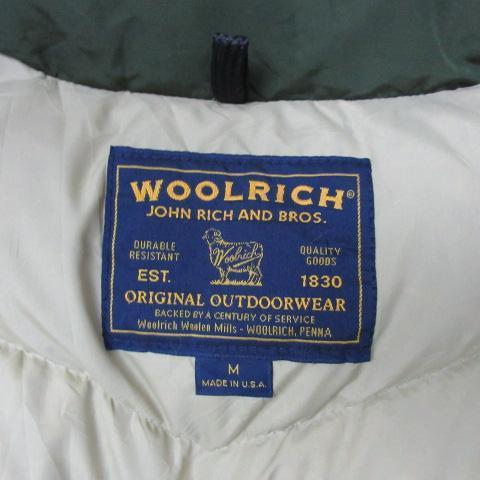 WOOLRICH®
JOHN RICH AND BROS.
DURABLE
RESISTANT
Woolrich
QUALITY
GOODS
EST.
1830
ORIGINAL OUTDOORWEAR
BACKED BY A CENTURY OF SERVICE
Woolrich Woolen Mills - WOOLRICH, PENNA.
M
MADE IN U.S.A.